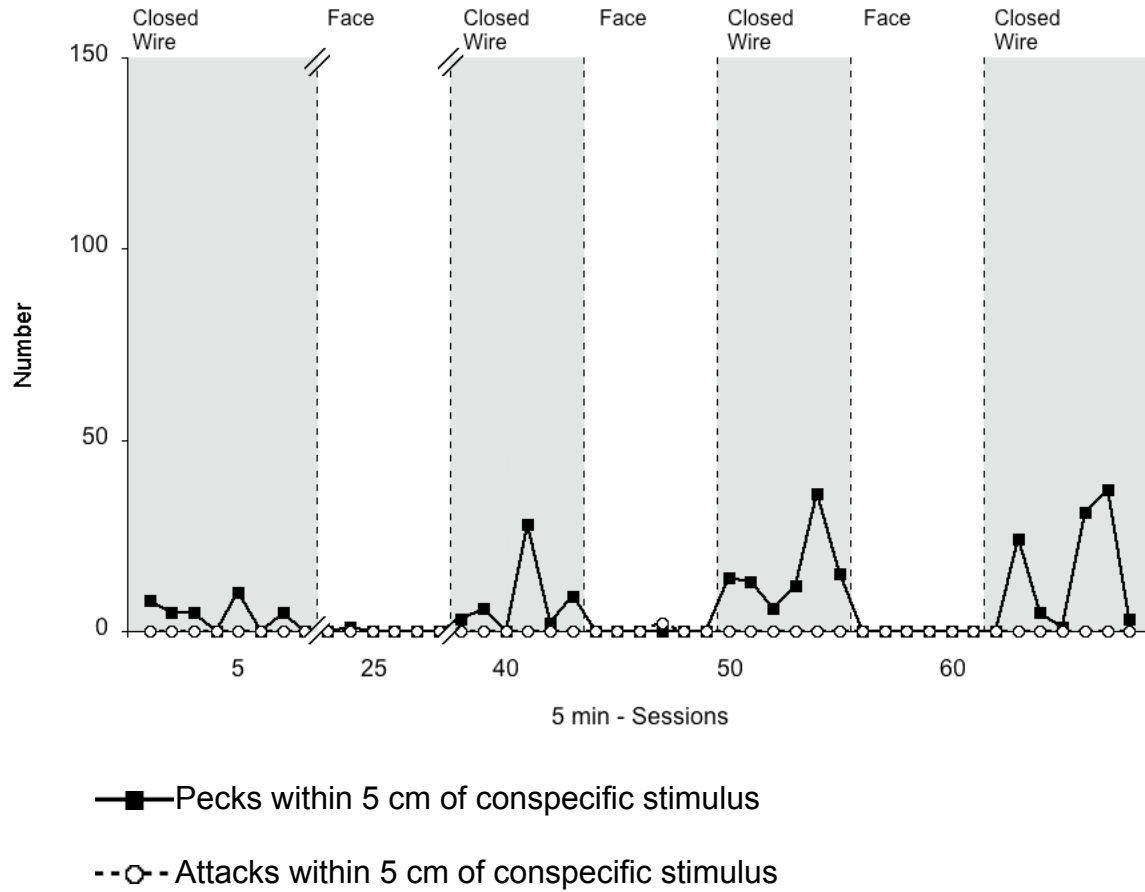 Closed
Wire
Face
Closed
Wire
Face
Closed
Wire
Face
Closed
Wire
150
100
50
0
Number
5
25
40
50
60
5 min - Sessions
Pecks within 5 cm of conspecific stimulus
Attacks within 5 cm of conspecific stimulus